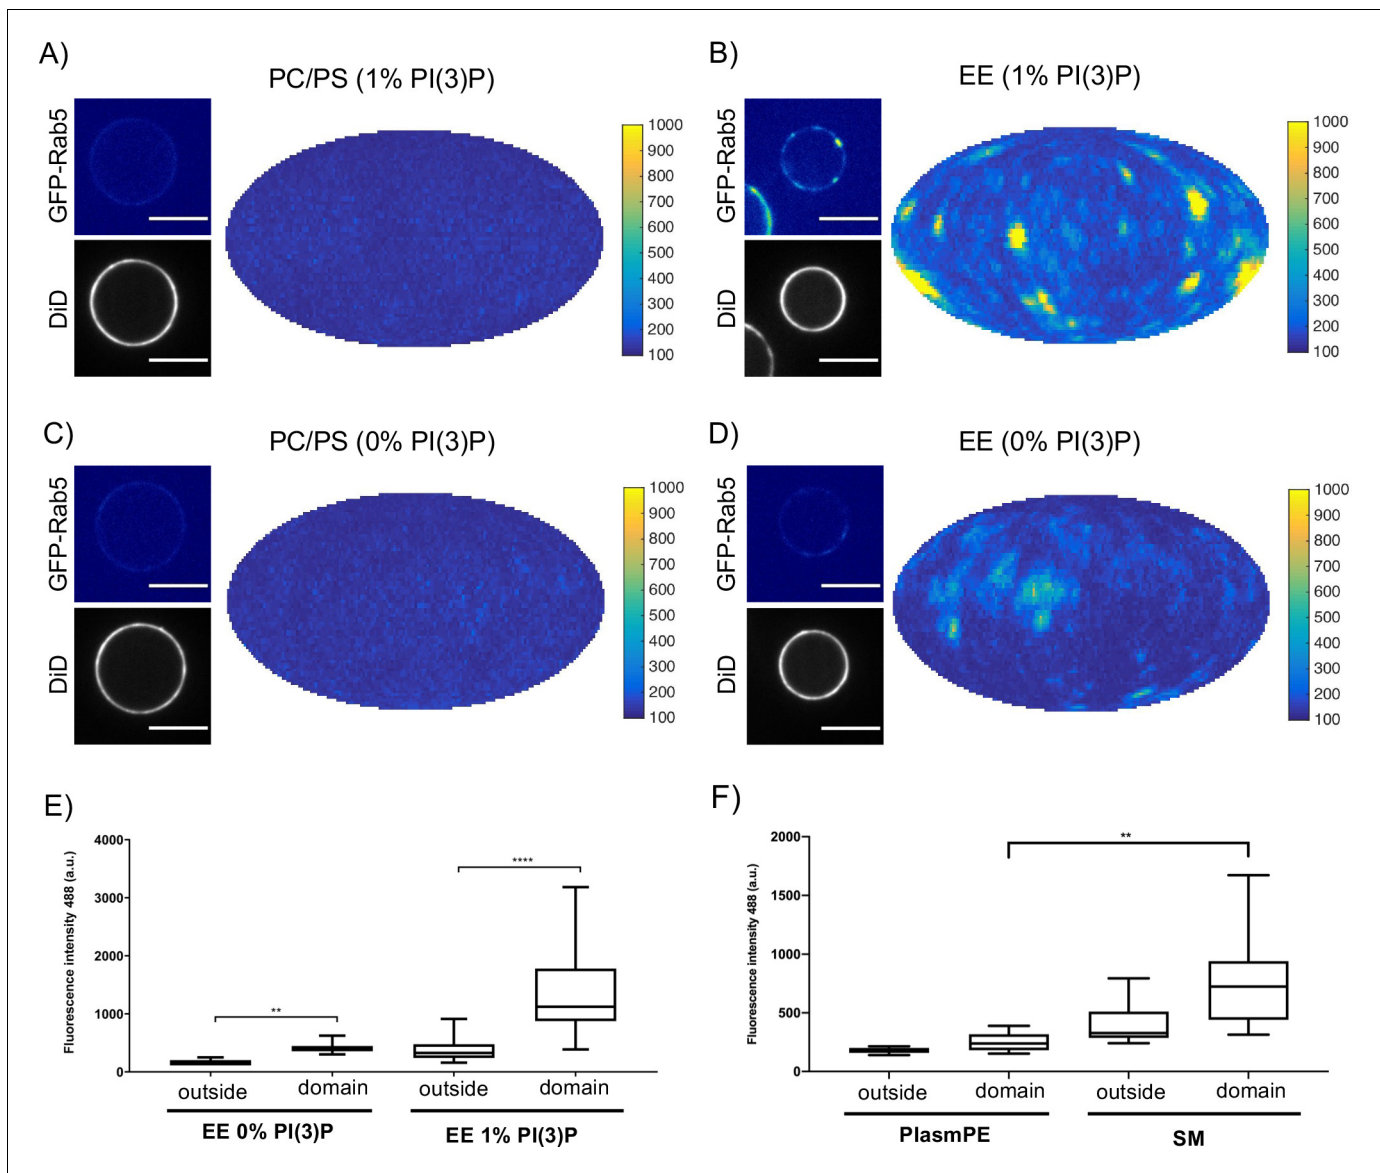 A)
PC/PS (1% PI(3)P)
GFP-Rab5
DiD
1000
900
800
700
600
500
400
300
200
100
B)
EE (1% PI(3)P)
GFP-Rab5
DiD
1000
900
800
700
600
500
400
300
200
100
C)
PC/PS (0% PI(3)P)
GFP-Rab5
DiD
1000
900
800
700
600
500
400
300
200
100
D)
EE (0% PI(3)P)
GFP-Rab5
DiD
1000
900
800
700
600
500
400
300
200
100
E)
Fluorescence intensity 488 (a.u.)
4000
3000
2000
1000
0
**
****
outside
domain
outside
domain
EE 0% PI(3)P
EE 1% PI(3)P
F)
Fluorescence intensity 488 (a.u.)
2000
1500
1000
500
0
**
outside
domain
outside
domain
PlasmPE
SM